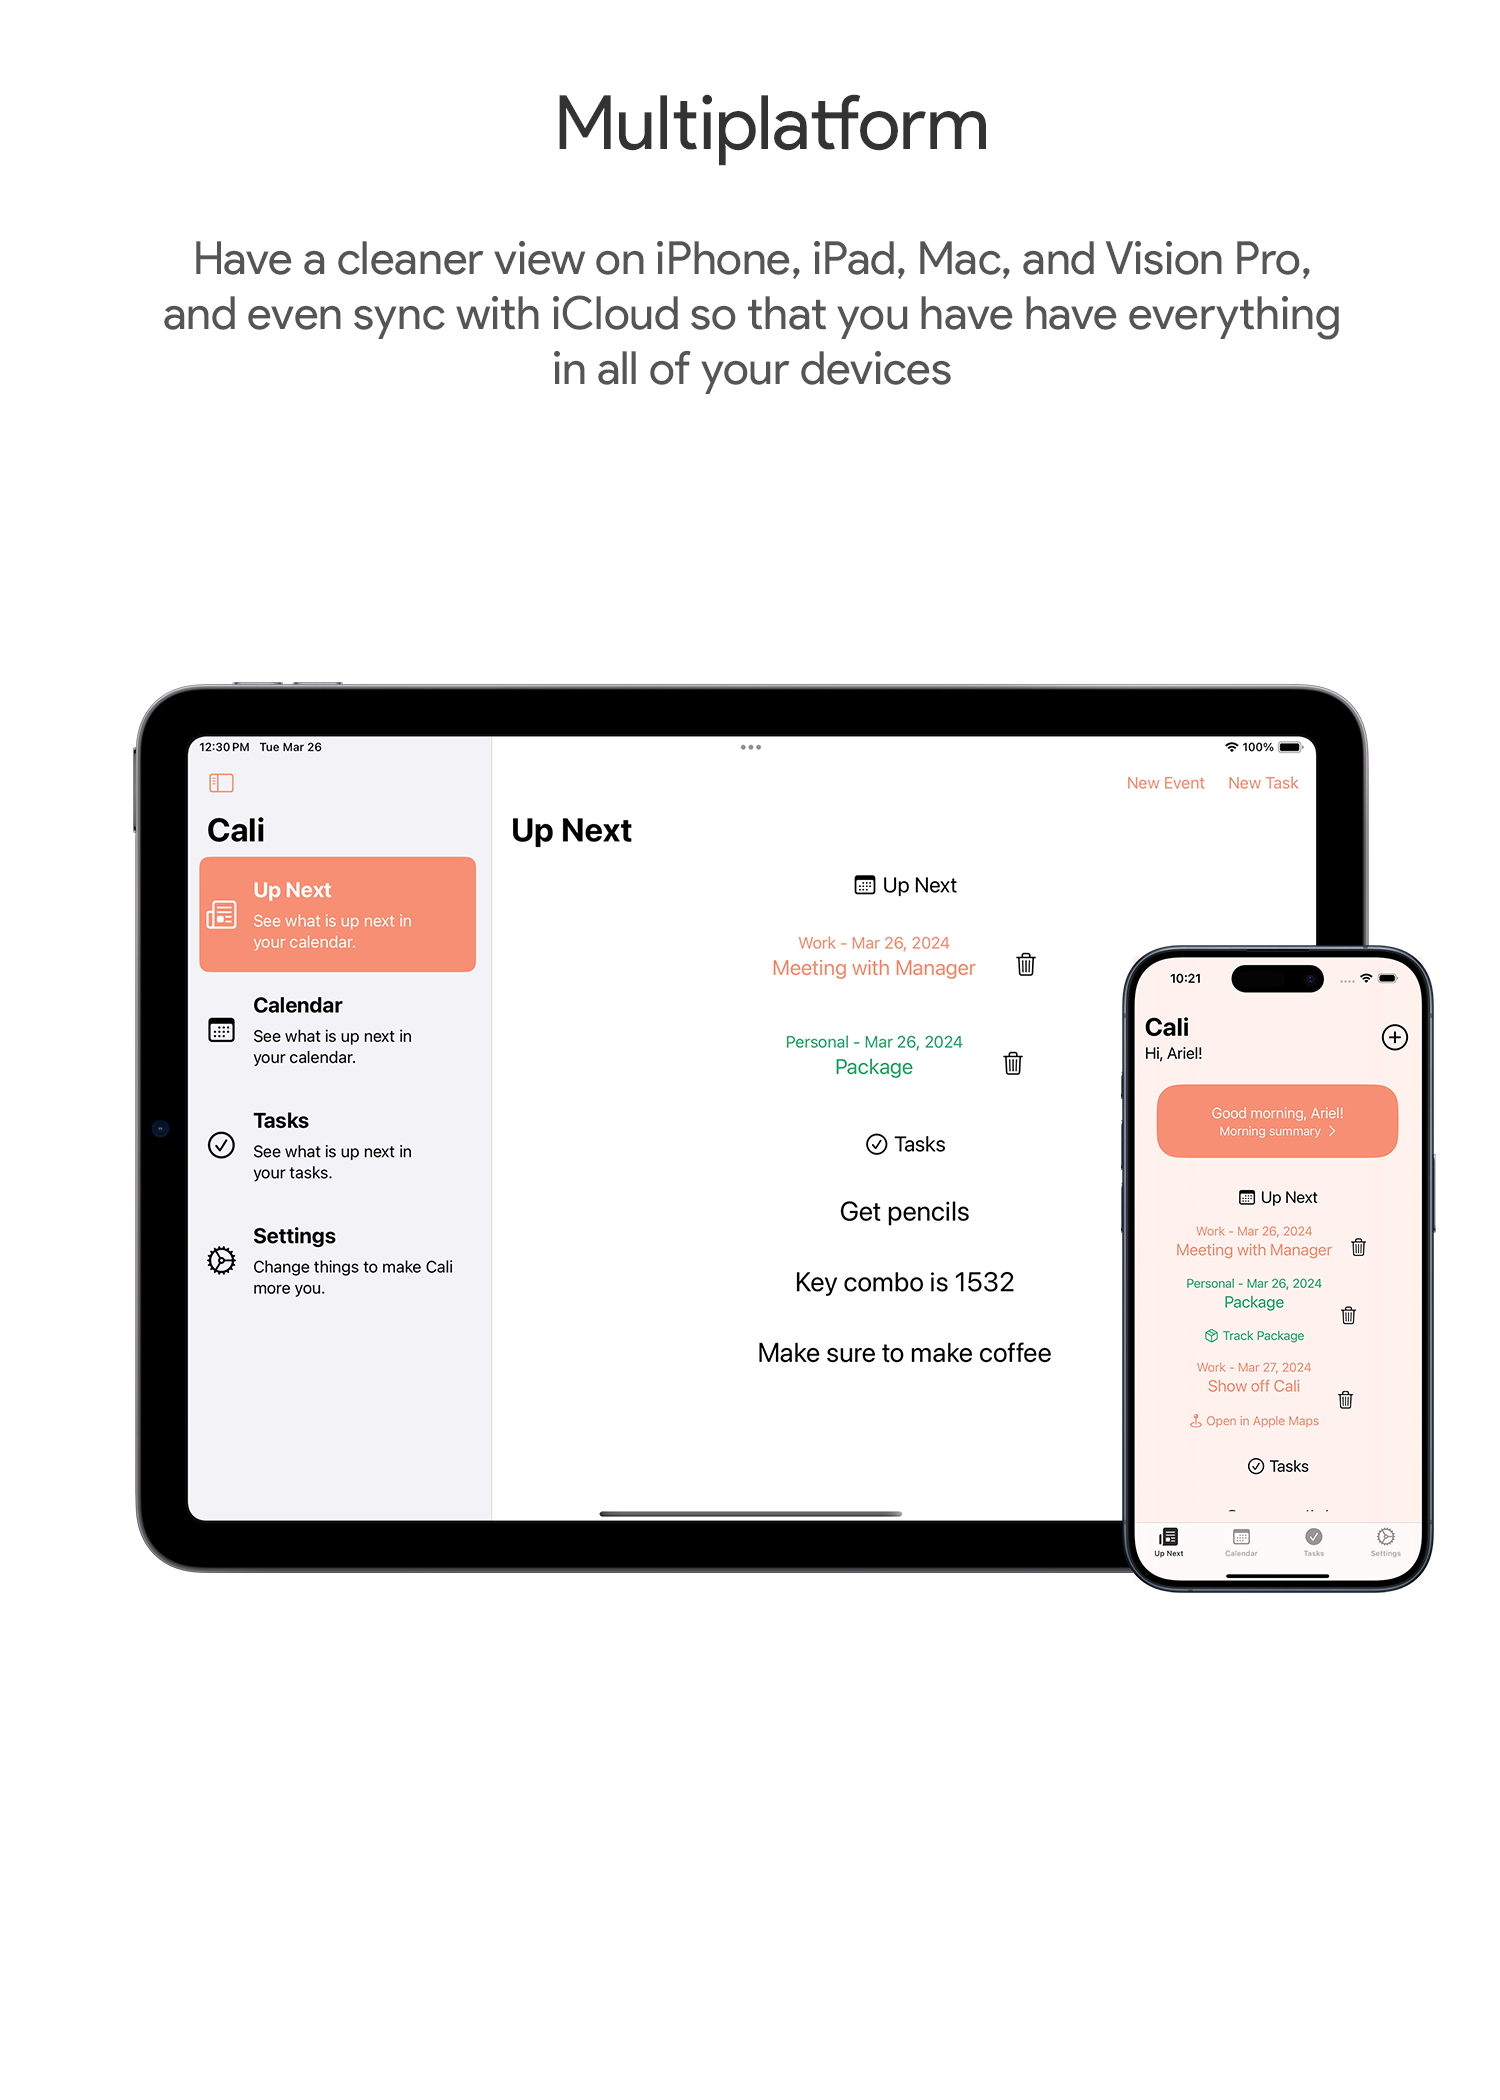 Multiplatform
Have a cleaner view on iPhone, iPad, Mac, and Vision Pro,
and even sync with iCloud so that you have have everything
in all of your devices
12:30 PM Tue Mar 26
100%
New Event New Task
Cali
Up Next
See what is up next in
your calendar.
Calendar
See what is up next in
your calendar.
Tasks
See what is up next in
your tasks.
Settings
Change things to make Cali
more you.
Up Next
Up Next
Work - Mar 26, 2024
Meeting with Manager
Personal - Mar 26, 2024
Package
Tasks
Get pencils
Key combo is 1532
Make sure to make coffee
10:21
Cali
Hi, Ariel!
Good morning, Ariel!
Morning summary
Up Next
Work - Mar 26, 2024
Meeting with Manager
Personal - Mar 26, 2024
Package
Track Package
Work - Mar 27, 2024
Show off Cali
Open in Apple Maps
Tasks
Up Next Calendar Tasks Settings